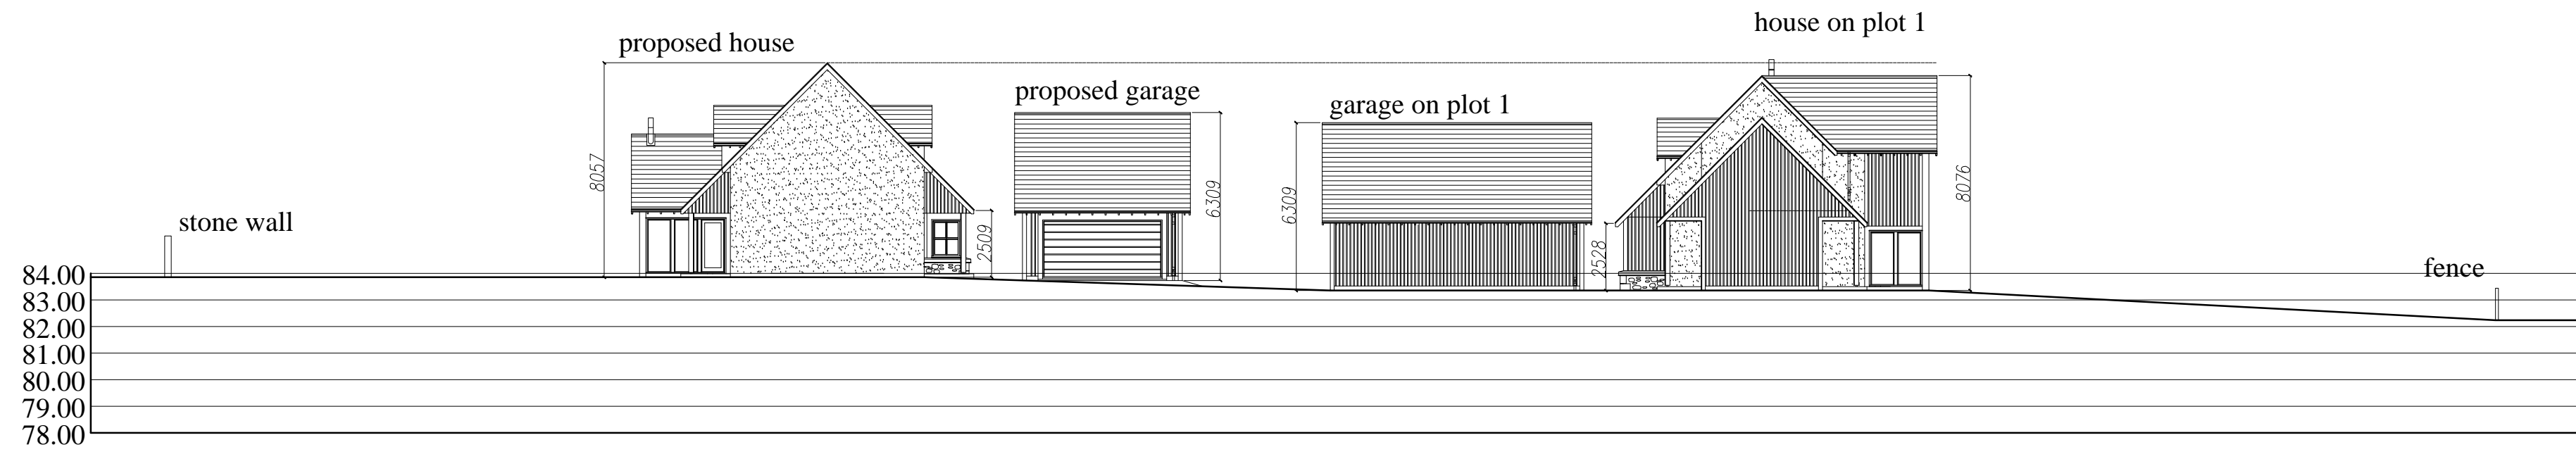 house on plot 1
proposed house
proposed garage
garage on plot 1
8057
8076
6309
6309
stone wall
2509
2528
fence
84.00
83.00
82.00
81.00
80.00
79.00
78.00